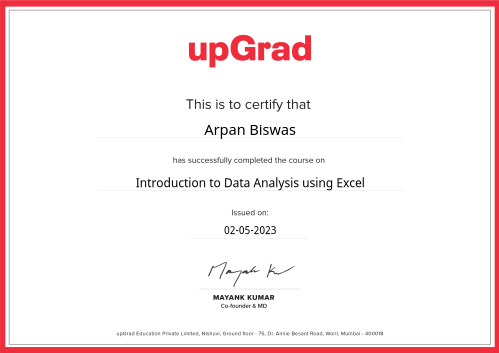 upGrad
This is to certify that
Arpan Biswas
has successfully completed the course on
Introduction to Data Analysis using Excel
Issued on:
02-05-2023
Mayank K
MAYANK KUMAR
Co-founder & MD
upGrad Education Private Limited, Nishuvi, Ground floor - 75, Dr. Annie Besant Road, Worli, Mumbai - 400018